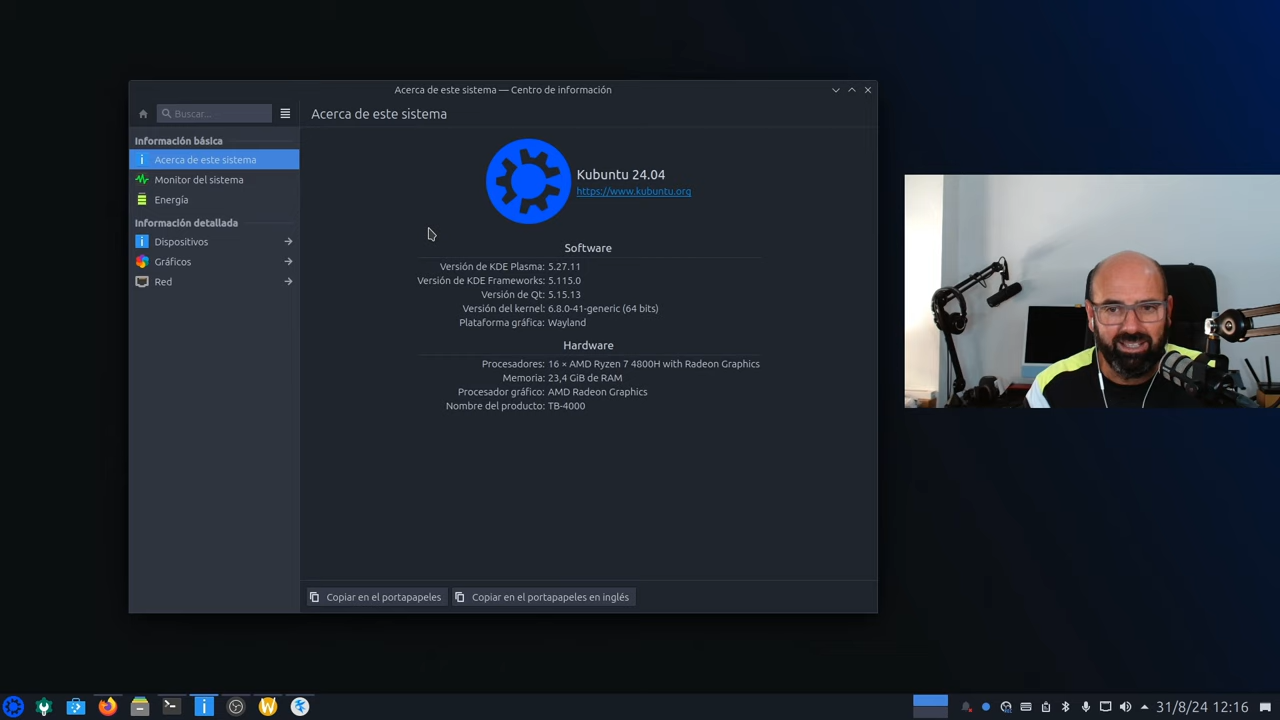 Acerca de este sistema — Centro de información
Buscar...
Acerca de este sistema
Información básica
Acerca de este sistema
Monitor del sistema
Energía
Información detallada
Dispositivos
Gráficos
Red
Kubuntu 24.04
https://www.kubuntu.org
Software
Versión de KDE Plasma: 5.27.11
Versión de KDE Frameworks: 5.115.0
Versión de Qt: 5.15.13
Versión del kernel: 6.8.0-41-generic (64 bits)
Plataforma gráfica: Wayland
Hardware
Procesadores: 16 × AMD Ryzen 7 4800H with Radeon Graphics
Memoria: 23,4 GiB de RAM
Procesador gráfico: AMD Radeon Graphics
Nombre del producto: TB-4000
Copiar en el portapapeles
Copiar en el portapapeles en inglés
31/8/24 12:16